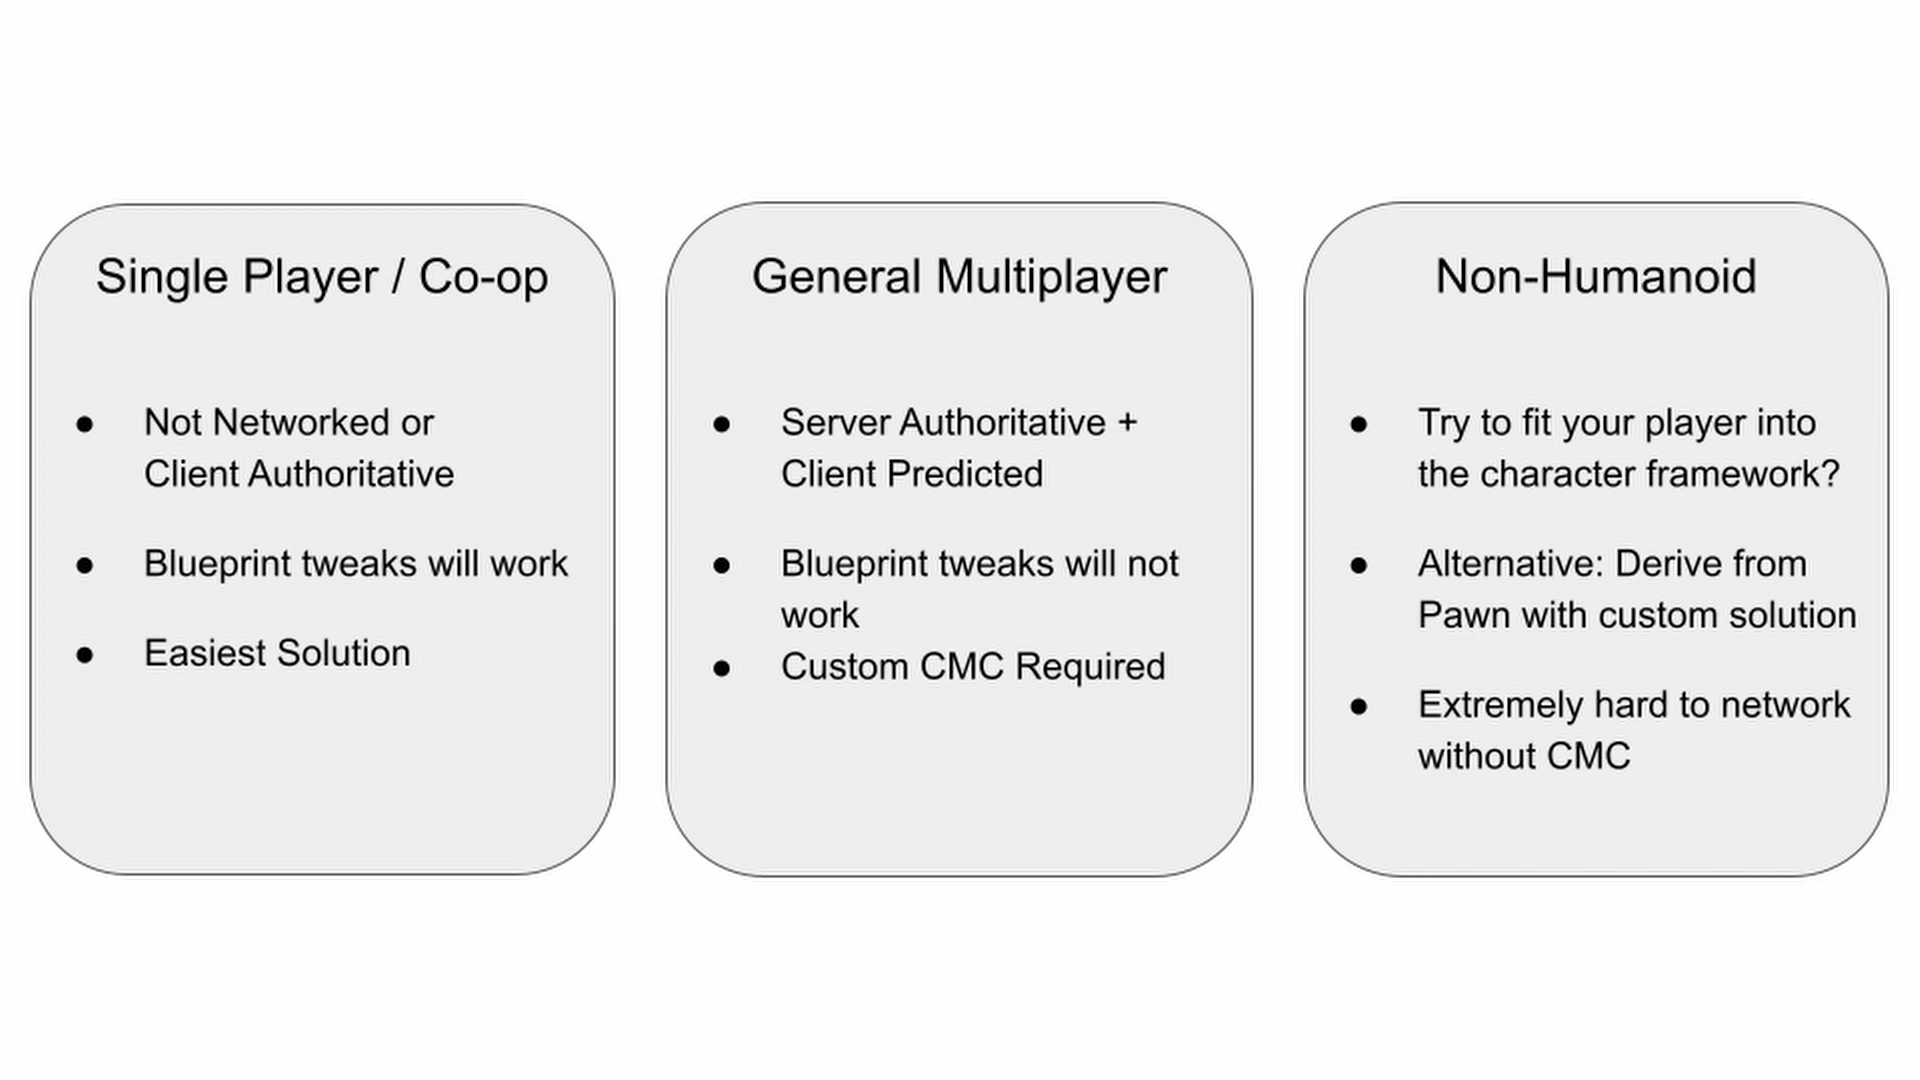 Single Player / Co-op
● Not Networked or
Client Authoritative
● Blueprint tweaks will work
● Easiest Solution
General Multiplayer
● Server Authoritative +
Client Predicted
● Blueprint tweaks will not
work
● Custom CMC Required
Non-Humanoid
● Try to fit your player into
the character framework?
● Alternative: Derive from
Pawn with custom solution
● Extremely hard to network
without CMC